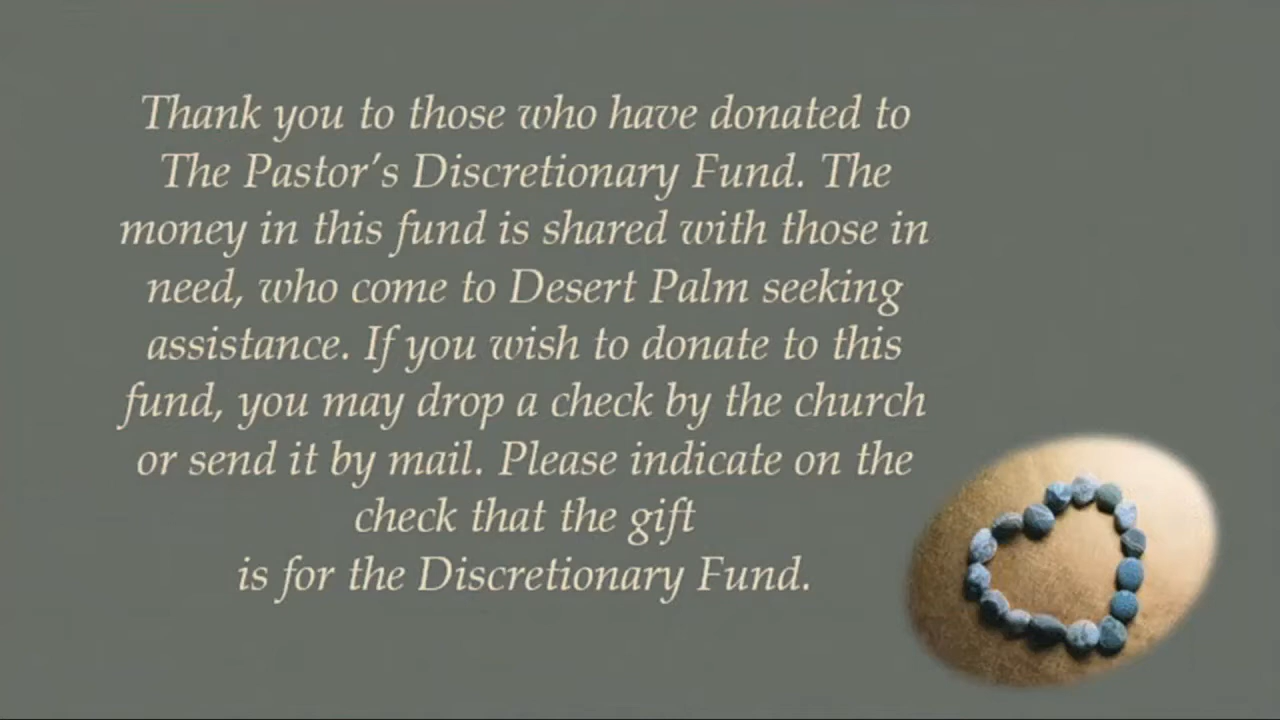 Thank you to those who have donated to
The Pastor’s Discretionary Fund. The
money in this fund is shared with those in
need, who come to Desert Palm seeking
assistance. If you wish to donate to this
fund, you may drop a check by the church
or send it by mail. Please indicate on the
check that the gift
is for the Discretionary Fund.